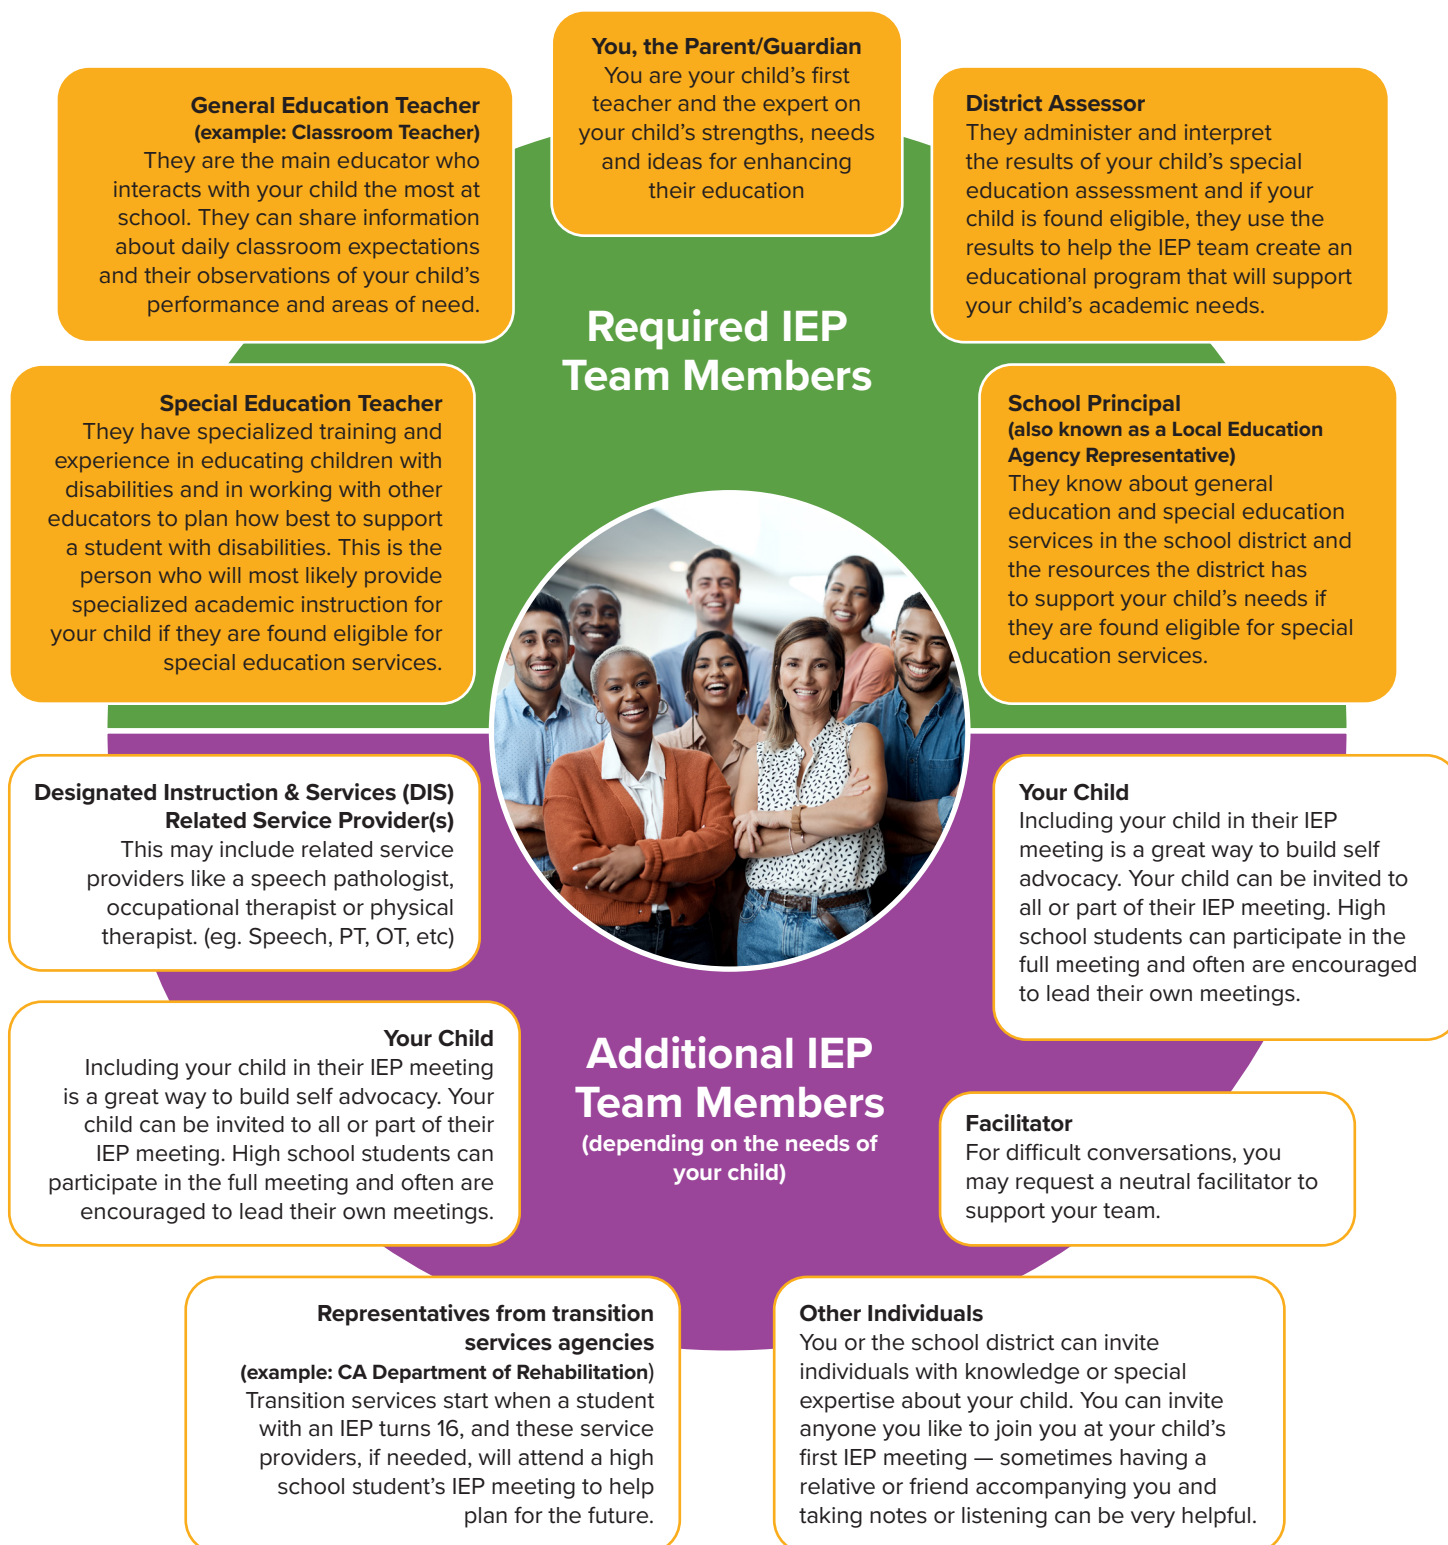 You, the Parent/Guardian
You are your child's first
teacher and the expert on
your child's strengths, needs
and ideas for enhancing
their education
General Education Teacher
(example: Classroom Teacher)
They are the main educator who
interacts with your child the most at
school. They can share information
about daily classroom expectations
and their observations of your child's
performance and areas of need.
District Assessor
They administer and interpret
the results of your child's special
education assessment and if your
child is found eligible, they use the
results to help the IEP team create an
educational program that will support
your child's academic needs.
Required IEP
Team Members
Special Education Teacher
They have specialized training and
experience in educating children with
disabilities and in working with other
educators to plan how best to support
a student with disabilities. This is the
person who will most likely provide
specialized academic instruction for
your child if they are found eligible for
special education services.
School Principal
(also known as a Local Education
Agency Representative)
They know about general
education and special education
services in the school district and
the resources the district has
to support your child's needs if
they are found eligible for special
education services.
Designated Instruction & Services (DIS)
Related Service Provider(s)
This may include related service
providers like a speech pathologist,
occupational therapist or physical
therapist. (eg. Speech, PT, OT, etc)
Your Child
Including your child in their IEP
meeting is a great way to build self
advocacy. Your child can be invited to
all or part of their IEP meeting. High
school students can participate in the
full meeting and often are encouraged
to lead their own meetings.
Your Child
Including your child in their IEP meeting
is a great way to build self advocacy. Your
child can be invited to all or part of their
IEP meeting. High school students can
participate in the full meeting and often are
encouraged to lead their own meetings.
Additional IEP
Team Members
(depending on the needs of
your child)
Facilitator
For difficult conversations, you
may request a neutral facilitator to
support your team.
Representatives from transition
services agencies
(example: CA Department of Rehabilitation)
Transition services start when a student
with an IEP turns 16, and these service
providers, if needed, will attend a high
school student's IEP meeting to help
plan for the future.
Other Individuals
You or the school district can invite
individuals with knowledge or special
expertise about your child. You can invite
anyone you like to join you at your child's
first IEP meeting — sometimes having a
relative or friend accompanying you and
taking notes or listening can be very helpful.